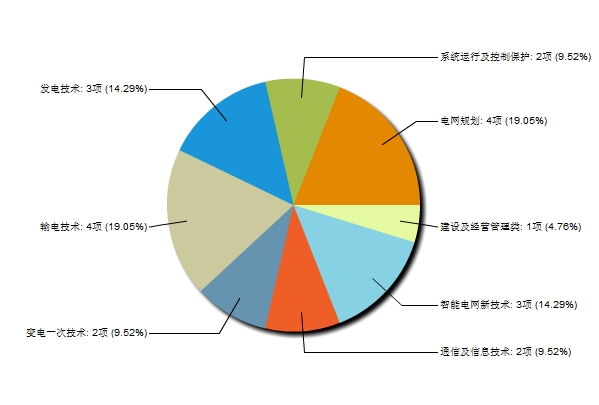 系统运行及控制保护: 2项 (9.52%)
发电技术: 3项 (14.29%)
电网规划: 4项 (19.05%)
输电技术: 4项 (19.05%)
建设及经营管理类: 1项 (4.76%)
智能电网新技术: 3项 (14.29%)
变电一次技术: 2项 (9.52%)
通信及信息技术: 2项 (9.52%)